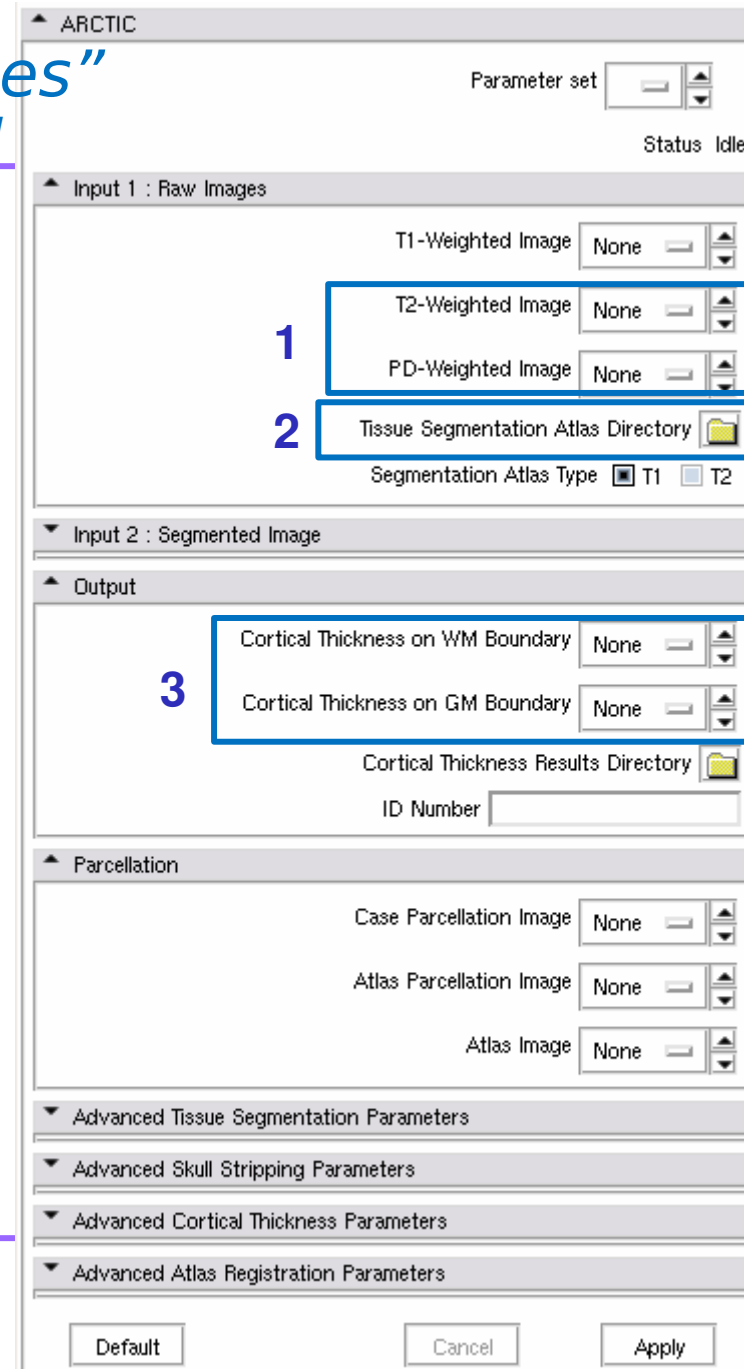 ARCTIC
es”
Parameter set
Status Idle
Input 1 : Raw Images
T1-Weighted Image None
1
T2-Weighted Image None
PD-Weighted Image None
2
Tissue Segmentation Atlas Directory
Segmentation Atlas Type T1 T2
Input 2 : Segmented Image
Output
3
Cortical Thickness on WM Boundary None
Cortical Thickness on GM Boundary None
Cortical Thickness Results Directory
ID Number
Parcellation
Case Parcellation Image None
Atlas Parcellation Image None
Atlas Image None
Advanced Tissue Segmentation Parameters
Advanced Skull Stripping Parameters
Advanced Cortical Thickness Parameters
Advanced Atlas Registration Parameters
Default Cancel Apply